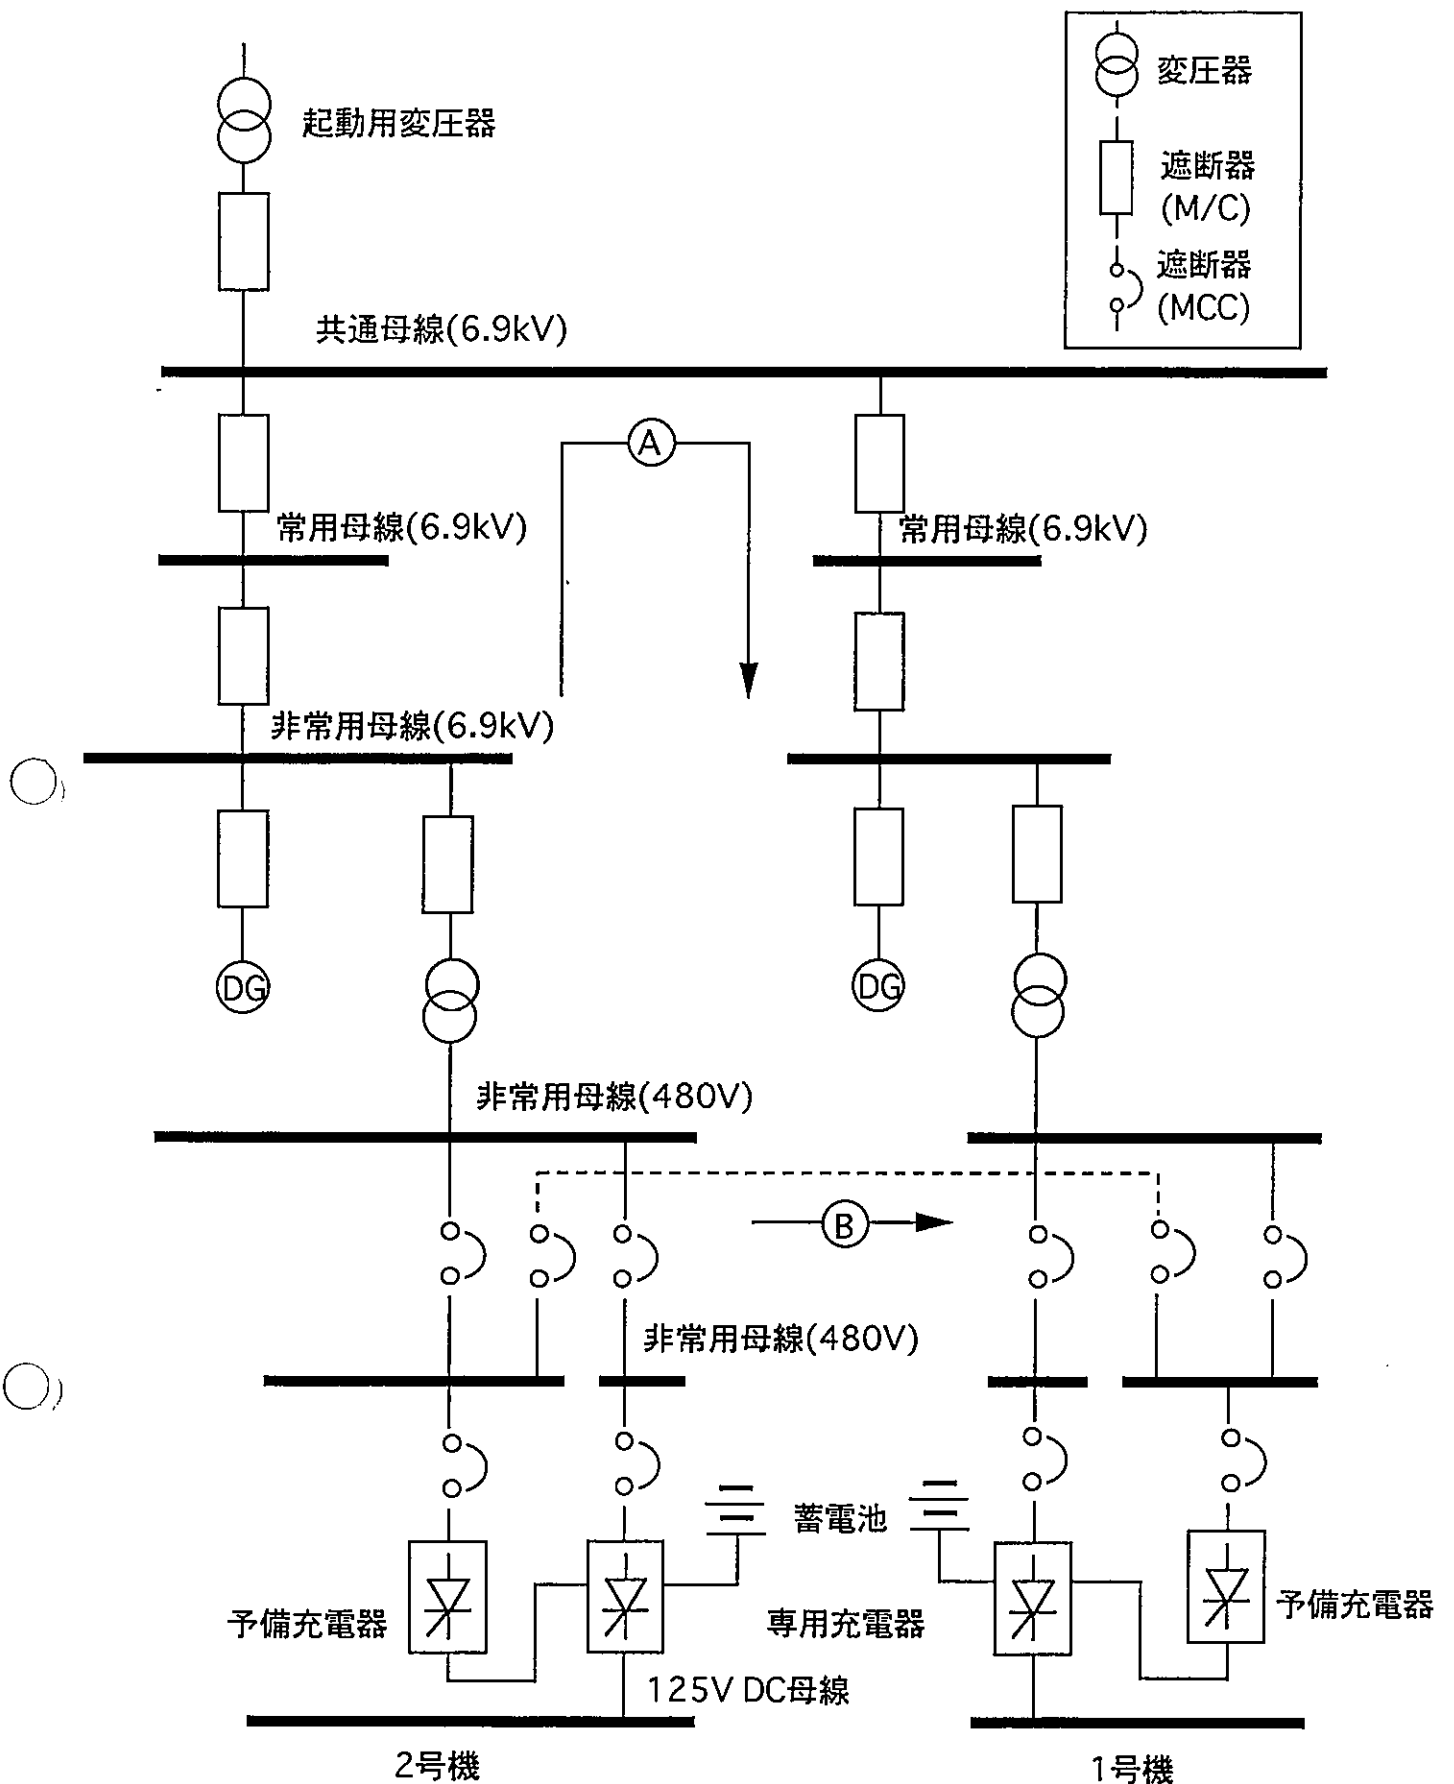 変圧器
起動用変圧器
遮断器
(M/C)
遮断器
(MCC)
共通母線(6.9kV)
A
常用母線(6.9kV)
常用母線(6.9kV)
非常用母線(6.9kV)
DG
DG
非常用母線(480V)
B
非常用母線(480V)
蓄電池
予備充電器
専用充電器
予備充電器
125V DC母線
2号機
1号機